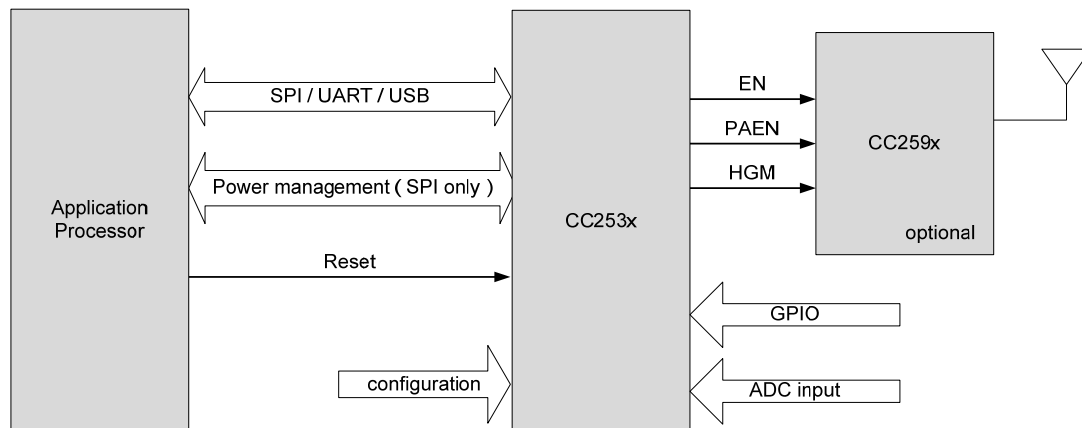 Application
Processor
SPI / UART / USB
Power management ( SPI only )
Reset
configuration
CC253x
EN
PAEN
HGM
CC259x
optional
GPIO
ADC input